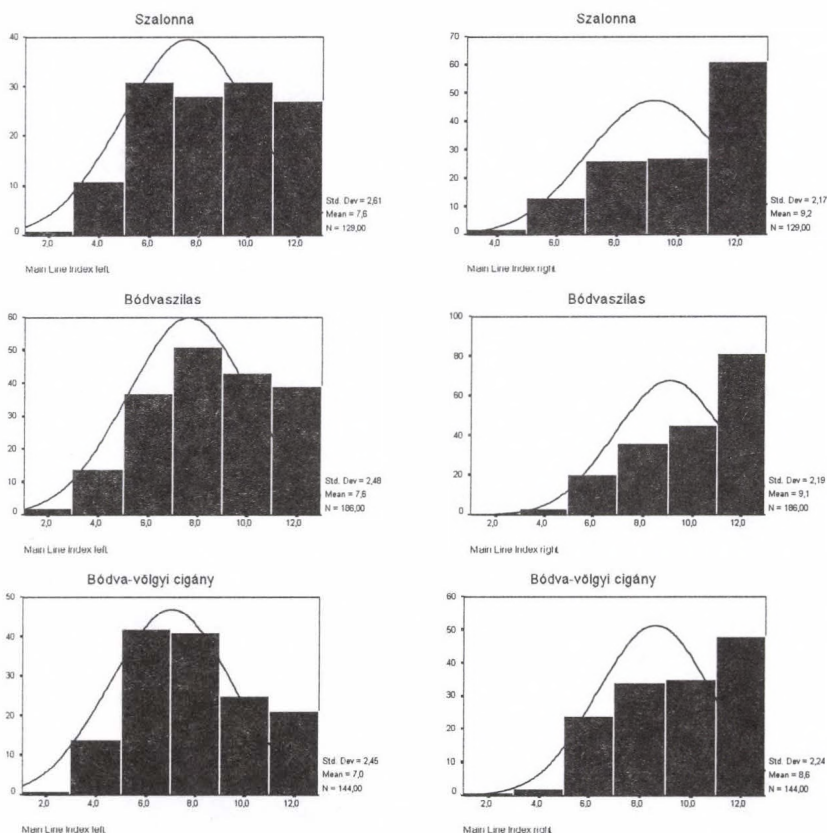 Szalonna
40
30
20
10
0
2,0 4,0 6,0 8,0 10,0 12,0
Std. Dev = 2,61
Mean = 7,6
N = 129,00
Main Line Index left
Szalonna
70
60
50
40
30
20
10
0
4,0 6,0 8,0 10,0 12,0
Std. Dev = 2,17
Mean = 9,2
N = 129,00
Main Line Index right
Bódvaszilas
60
50
40
30
20
10
0
2,0 4,0 6,0 8,0 10,0 12,0
Std. Dev = 2,48
Mean = 7,6
N = 186,00
Main Line Index left
Bódvaszilas
100
80
60
40
20
0
2,0 4,0 6,0 8,0 10,0 12,0
Std. Dev = 2,19
Mean = 9,1
N = 186,00
Main Line Index right
Bódva-völgyi cigány
50
40
30
20
10
0
2,0 4,0 6,0 8,0 10,0 12,0
Std. Dev = 2,45
Mean = 7,0
N = 144,00
Main Line Index left
Bódva-völgyi cigány
60
50
40
30
20
10
0
2,0 4,0 6,0 8,0 10,0 12,0
Std. Dev = 2,24
Mean = 8,6
N = 144,00
Main Line Index right